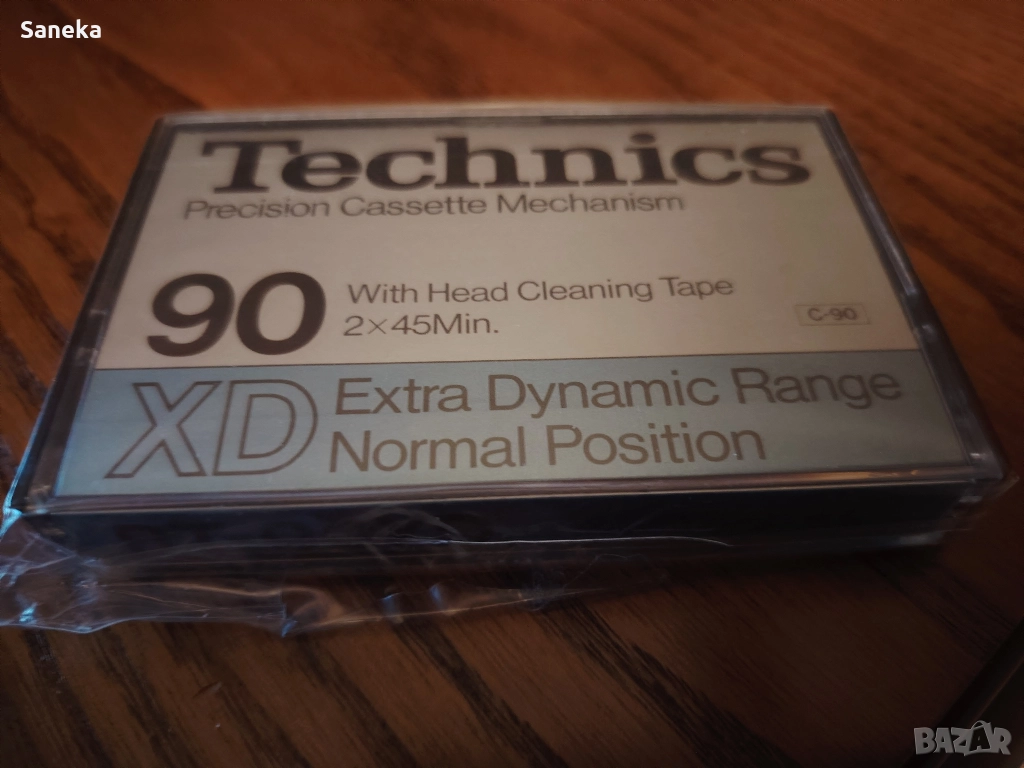 Saneka
Technics
Precision Cassette Mechanism
90
With Head Cleaning Tape
2×45Min.
C-90
XD
Extra Dynamic Range
Normal Position
BAZAR